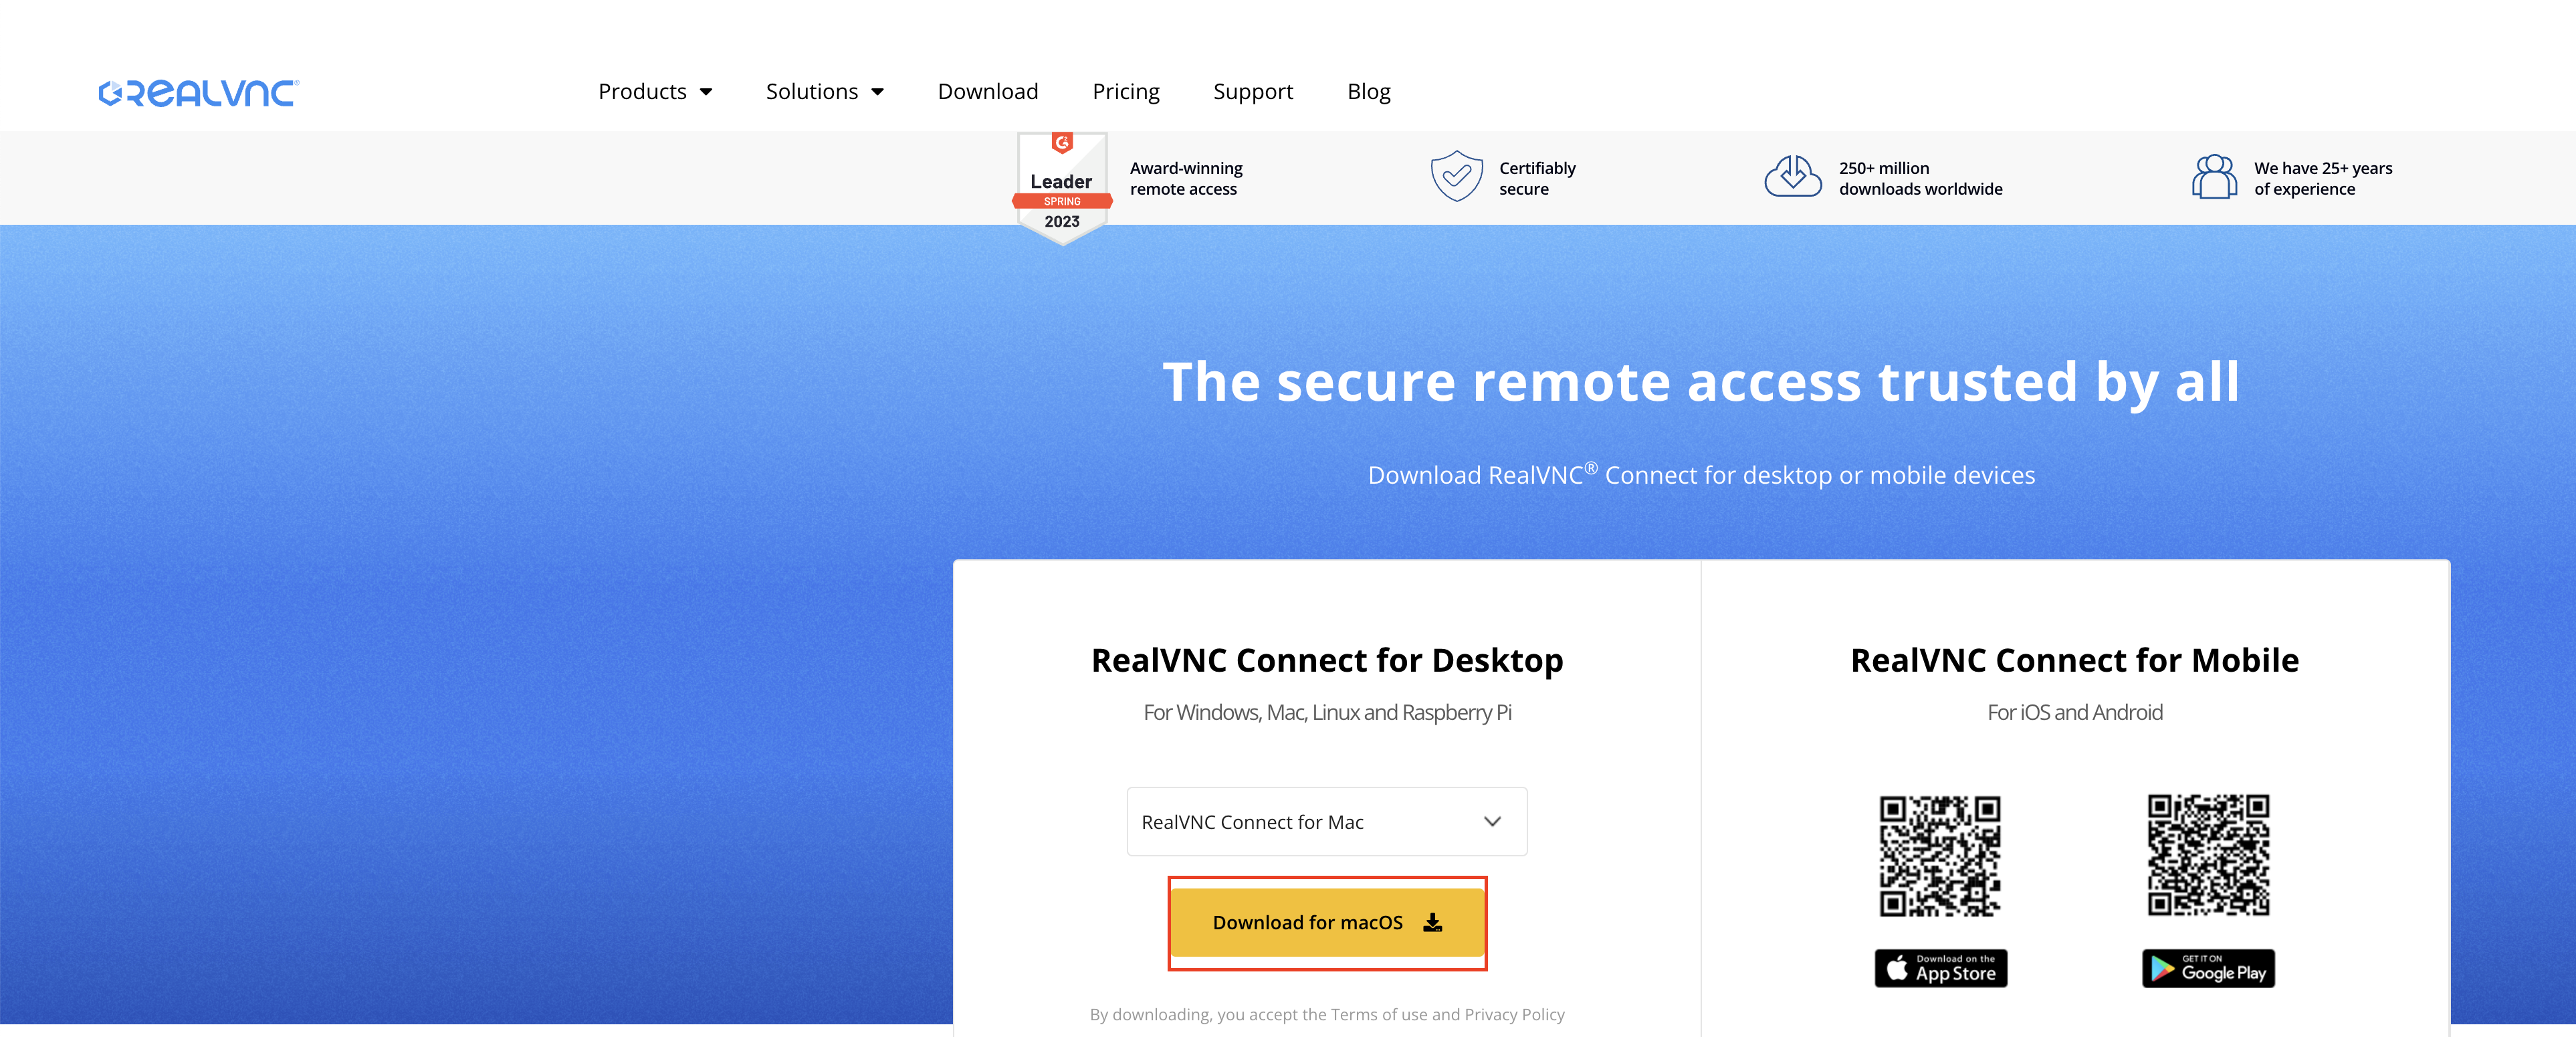 REALVNC®
Products
Solutions
Download
Pricing
Support
Blog
Leader
SPRING
2023
Award-winning
remote access
Certifiably
secure
250+ million
downloads worldwide
We have 25+ years
of experience
The secure remote access trusted by all
Download RealVNC® Connect for desktop or mobile devices
RealVNC Connect for Desktop
For Windows, Mac, Linux and Raspberry Pi
RealVNC Connect for Mac
Download for macOS
By downloading, you accept the Terms of use and Privacy Policy
RealVNC Connect for Mobile
For iOS and Android
Download on the
App Store
GET IT ON
Google Play